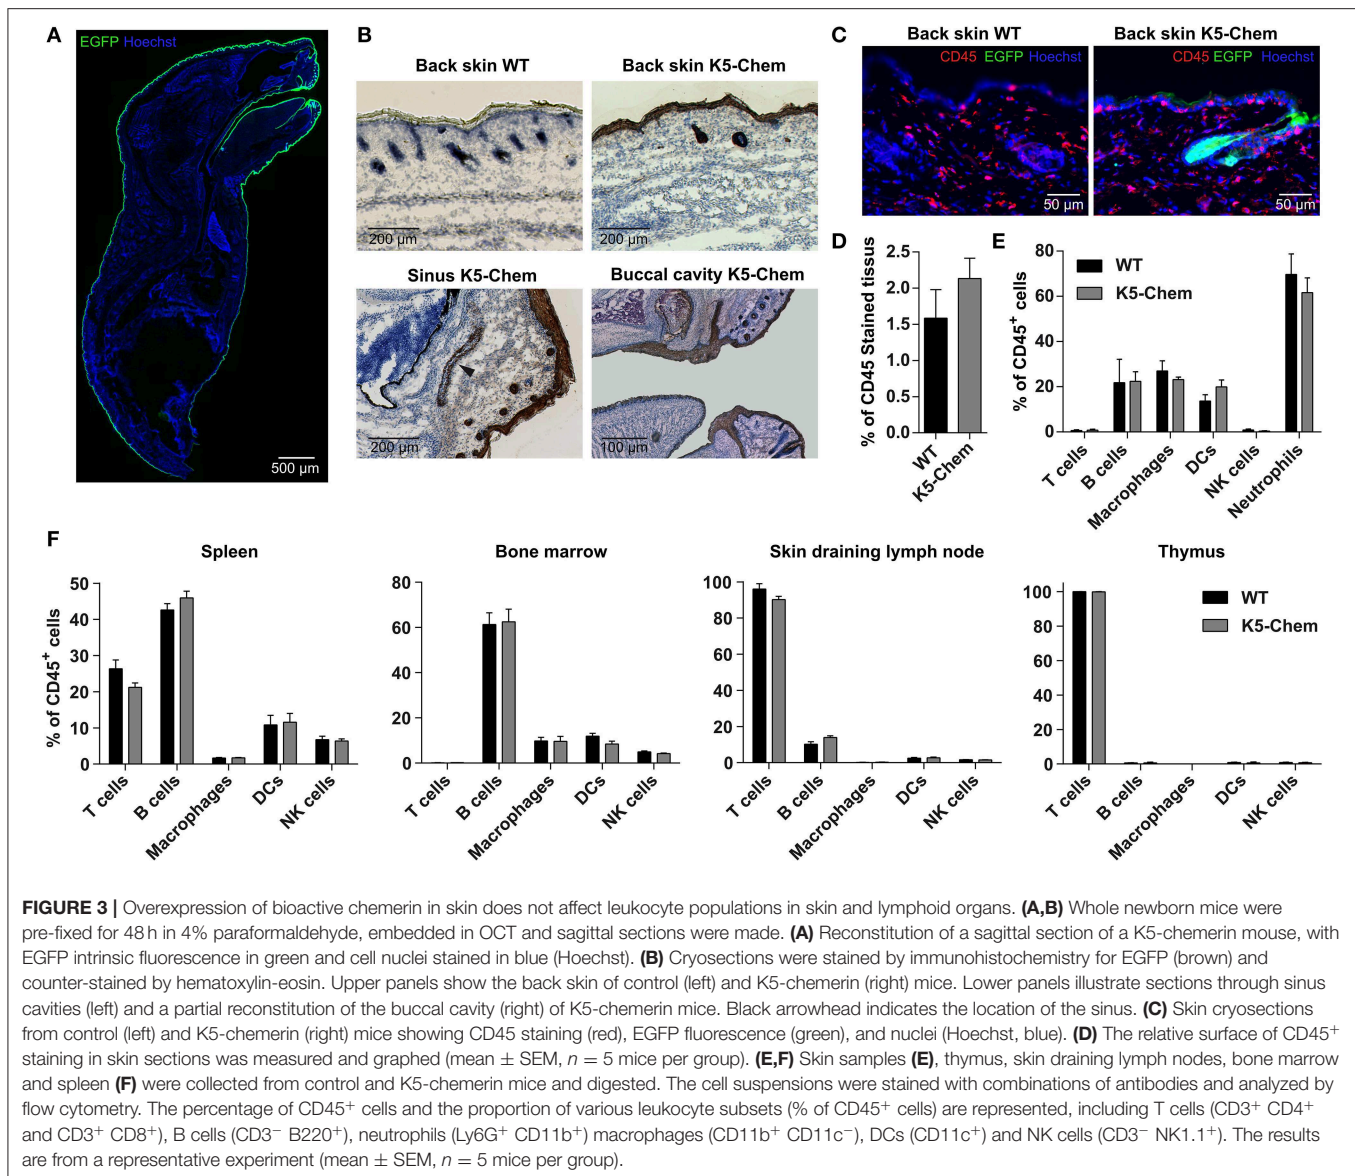 A
EGFP Hoechst
500 µm
B
Back skin WT
Back skin K5-Chem
200 µm
200 µm
Sinus K5-Chem
Buccal cavity K5-Chem
200 µm
100 µm
C
Back skin WT
Back skin K5-Chem
CD45 EGFP Hoechst
CD45 EGFP Hoechst
50 µm
50 µm
D
% of CD45 Stained tissus
2.5
2.0
1.5
1.0
0.5
0.0
WT
K5-Chem
E
% of CD45+ cells
80
60
40
20
0
WT
K5-Chem
T cells
B cells
Macrophages
DCs
NK cells
Neutrophils
F
Spleen
% of CD45+ cells
50
40
30
20
10
0
T cells
B cells
Macrophages
DCs
NK cells
Bone marrow
80
60
40
20
0
T cells
B cells
Macrophages
DCs
NK cells
Skin draining lymph node
100
80
60
40
20
0
T cells
B cells
Macrophages
DCs
NK cells
Thymus
100
80
60
40
20
0
WT
K5-Chem
T cells
B cells
Macrophages
DCs
NK cells
FIGURE 3 | Overexpression of bioactive chemerin in skin does not affect leukocyte populations in skin and lymphoid organs. (A,B) Whole newborn mice were
pre-fixed for 48 h in 4% paraformaldehyde, embedded in OCT and sagittal sections were made. (A) Reconstitution of a sagittal section of a K5-chemerin mouse, with
EGFP intrinsic fluorescence in green and cell nuclei stained in blue (Hoechst). (B) Cryosections were stained by immunohistochemistry for EGFP (brown) and
counter-stained by hematoxylin-eosin. Upper panels show the back skin of control (left) and K5-chemerin (right) mice. Lower panels illustrate sections through sinus
cavities (left) and a partial reconstitution of the buccal cavity (right) of K5-chemerin mice. Black arrowhead indicates the location of the sinus. (C) Skin cryosections
from control (left) and K5-chemerin (right) mice showing CD45 staining (red), EGFP fluorescence (green), and nuclei (Hoechst, blue). (D) The relative surface of CD45+
staining in skin sections was measured and graphed (mean ± SEM, n = 5 mice per group). (E,F) Skin samples (E), thymus, skin draining lymph nodes, bone marrow
and spleen (F) were collected from control and K5-chemerin mice and digested. The cell suspensions were stained with combinations of antibodies and analyzed by
flow cytometry. The percentage of CD45+ cells and the proportion of various leukocyte subsets (% of CD45+ cells) are represented, including T cells (CD3+ CD4+
and CD3+ CD8+), B cells (CD3− B220+), neutrophils (Ly6G+ CD11b+) macrophages (CD11b+ CD11c−), DCs (CD11c+) and NK cells (CD3− NK1.1+). The results
are from a representative experiment (mean ± SEM, n = 5 mice per group).